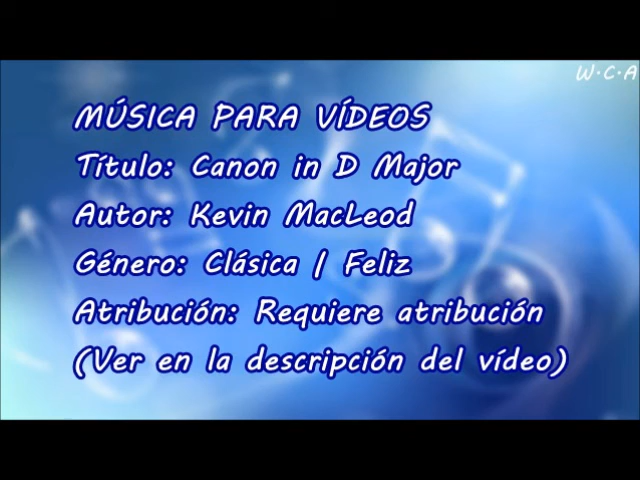 W.C.A
MÚSICA PARA VÍDEOS
Título: Canon in D Major
Autor: Kevin MacLeod
Género: Clásica / Feliz
Atribución: Requiere atribución
(Ver en la descripción del vídeo)